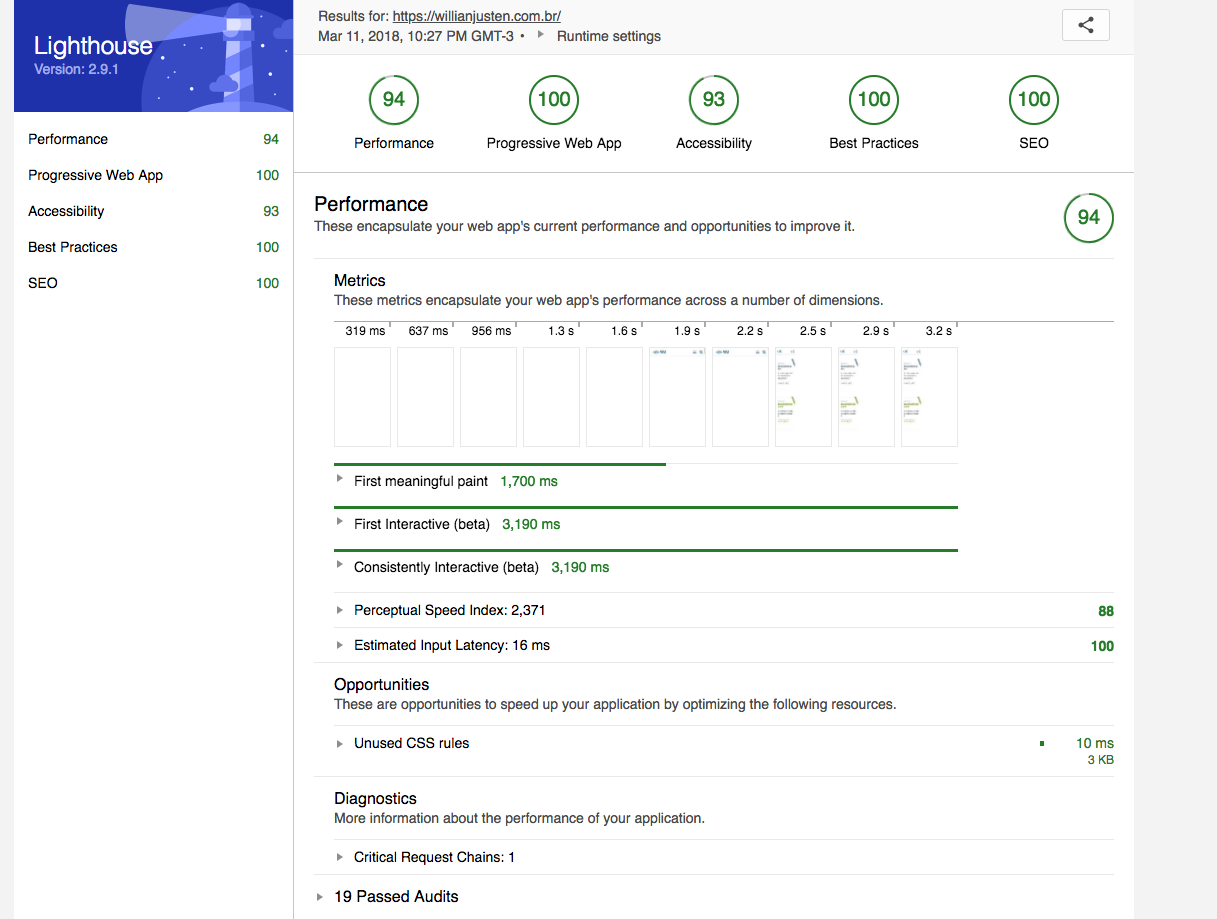 Lighthouse
Version: 2.9.1
Performance 94
Progressive Web App 100
Accessibility 93
Best Practices 100
SEO 100
Results for: https://willianjusten.com.br/
Mar 11, 2018, 10:27 PM GMT-3 • Runtime settings
94 100 93 100 100
Performance Progressive Web App Accessibility Best Practices SEO
Performance
These encapsulate your web app's current performance and opportunities to improve it.
94
Metrics
These metrics encapsulate your web app's performance across a number of dimensions.
319 ms 637 ms 956 ms 1.3 s 1.6 s 1.9 s 2.2 s 2.5 s 2.9 s 3.2 s
First meaningful paint 1,700 ms
First Interactive (beta) 3,190 ms
Consistently Interactive (beta) 3,190 ms
Perceptual Speed Index: 2,371 88
Estimated Input Latency: 16 ms 100
Opportunities
These are opportunities to speed up your application by optimizing the following resources.
Unused CSS rules 10 ms
3 KB
Diagnostics
More information about the performance of your application.
Critical Request Chains: 1
19 Passed Audits